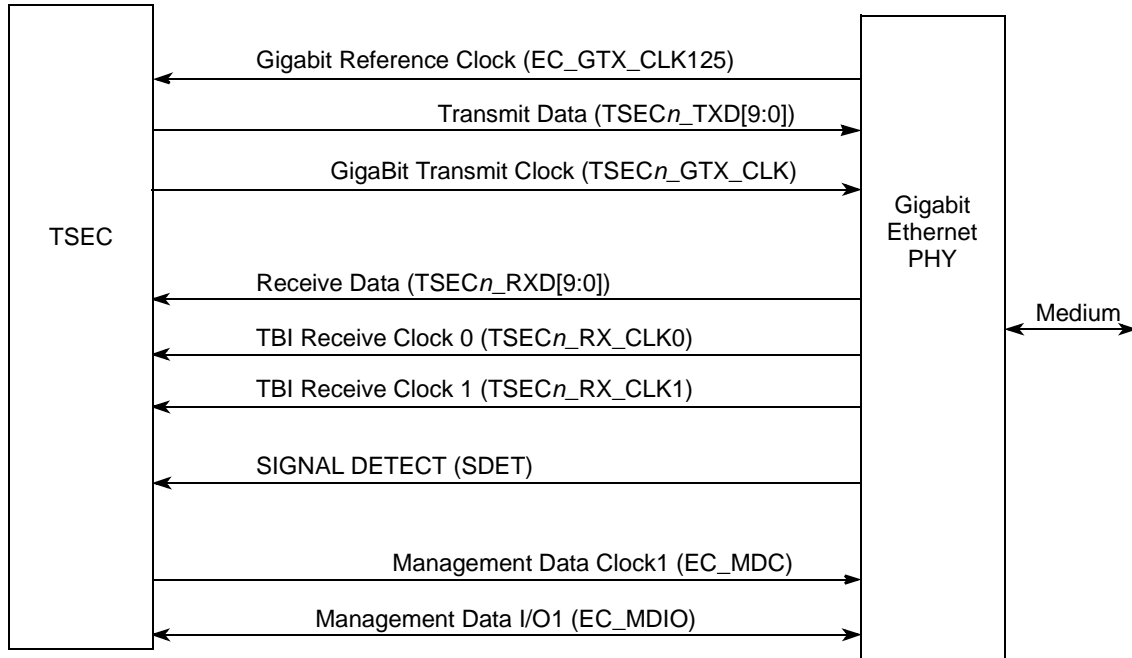 Gigabit Reference Clock (EC_GTX_CLK125)
Transmit Data (TSECn_TXD[9:0])
GigaBit Transmit Clock (TSECn_GTX_CLK)
TSEC
Gigabit
Ethernet
PHY
Receive Data (TSECn_RXD[9:0])
Medium
TBI Receive Clock 0 (TSECn_RX_CLK0)
TBI Receive Clock 1 (TSECn_RX_CLK1)
SIGNAL DETECT (SDET)
Management Data Clock1 (EC_MDC)
Management Data I/O1 (EC_MDIO)